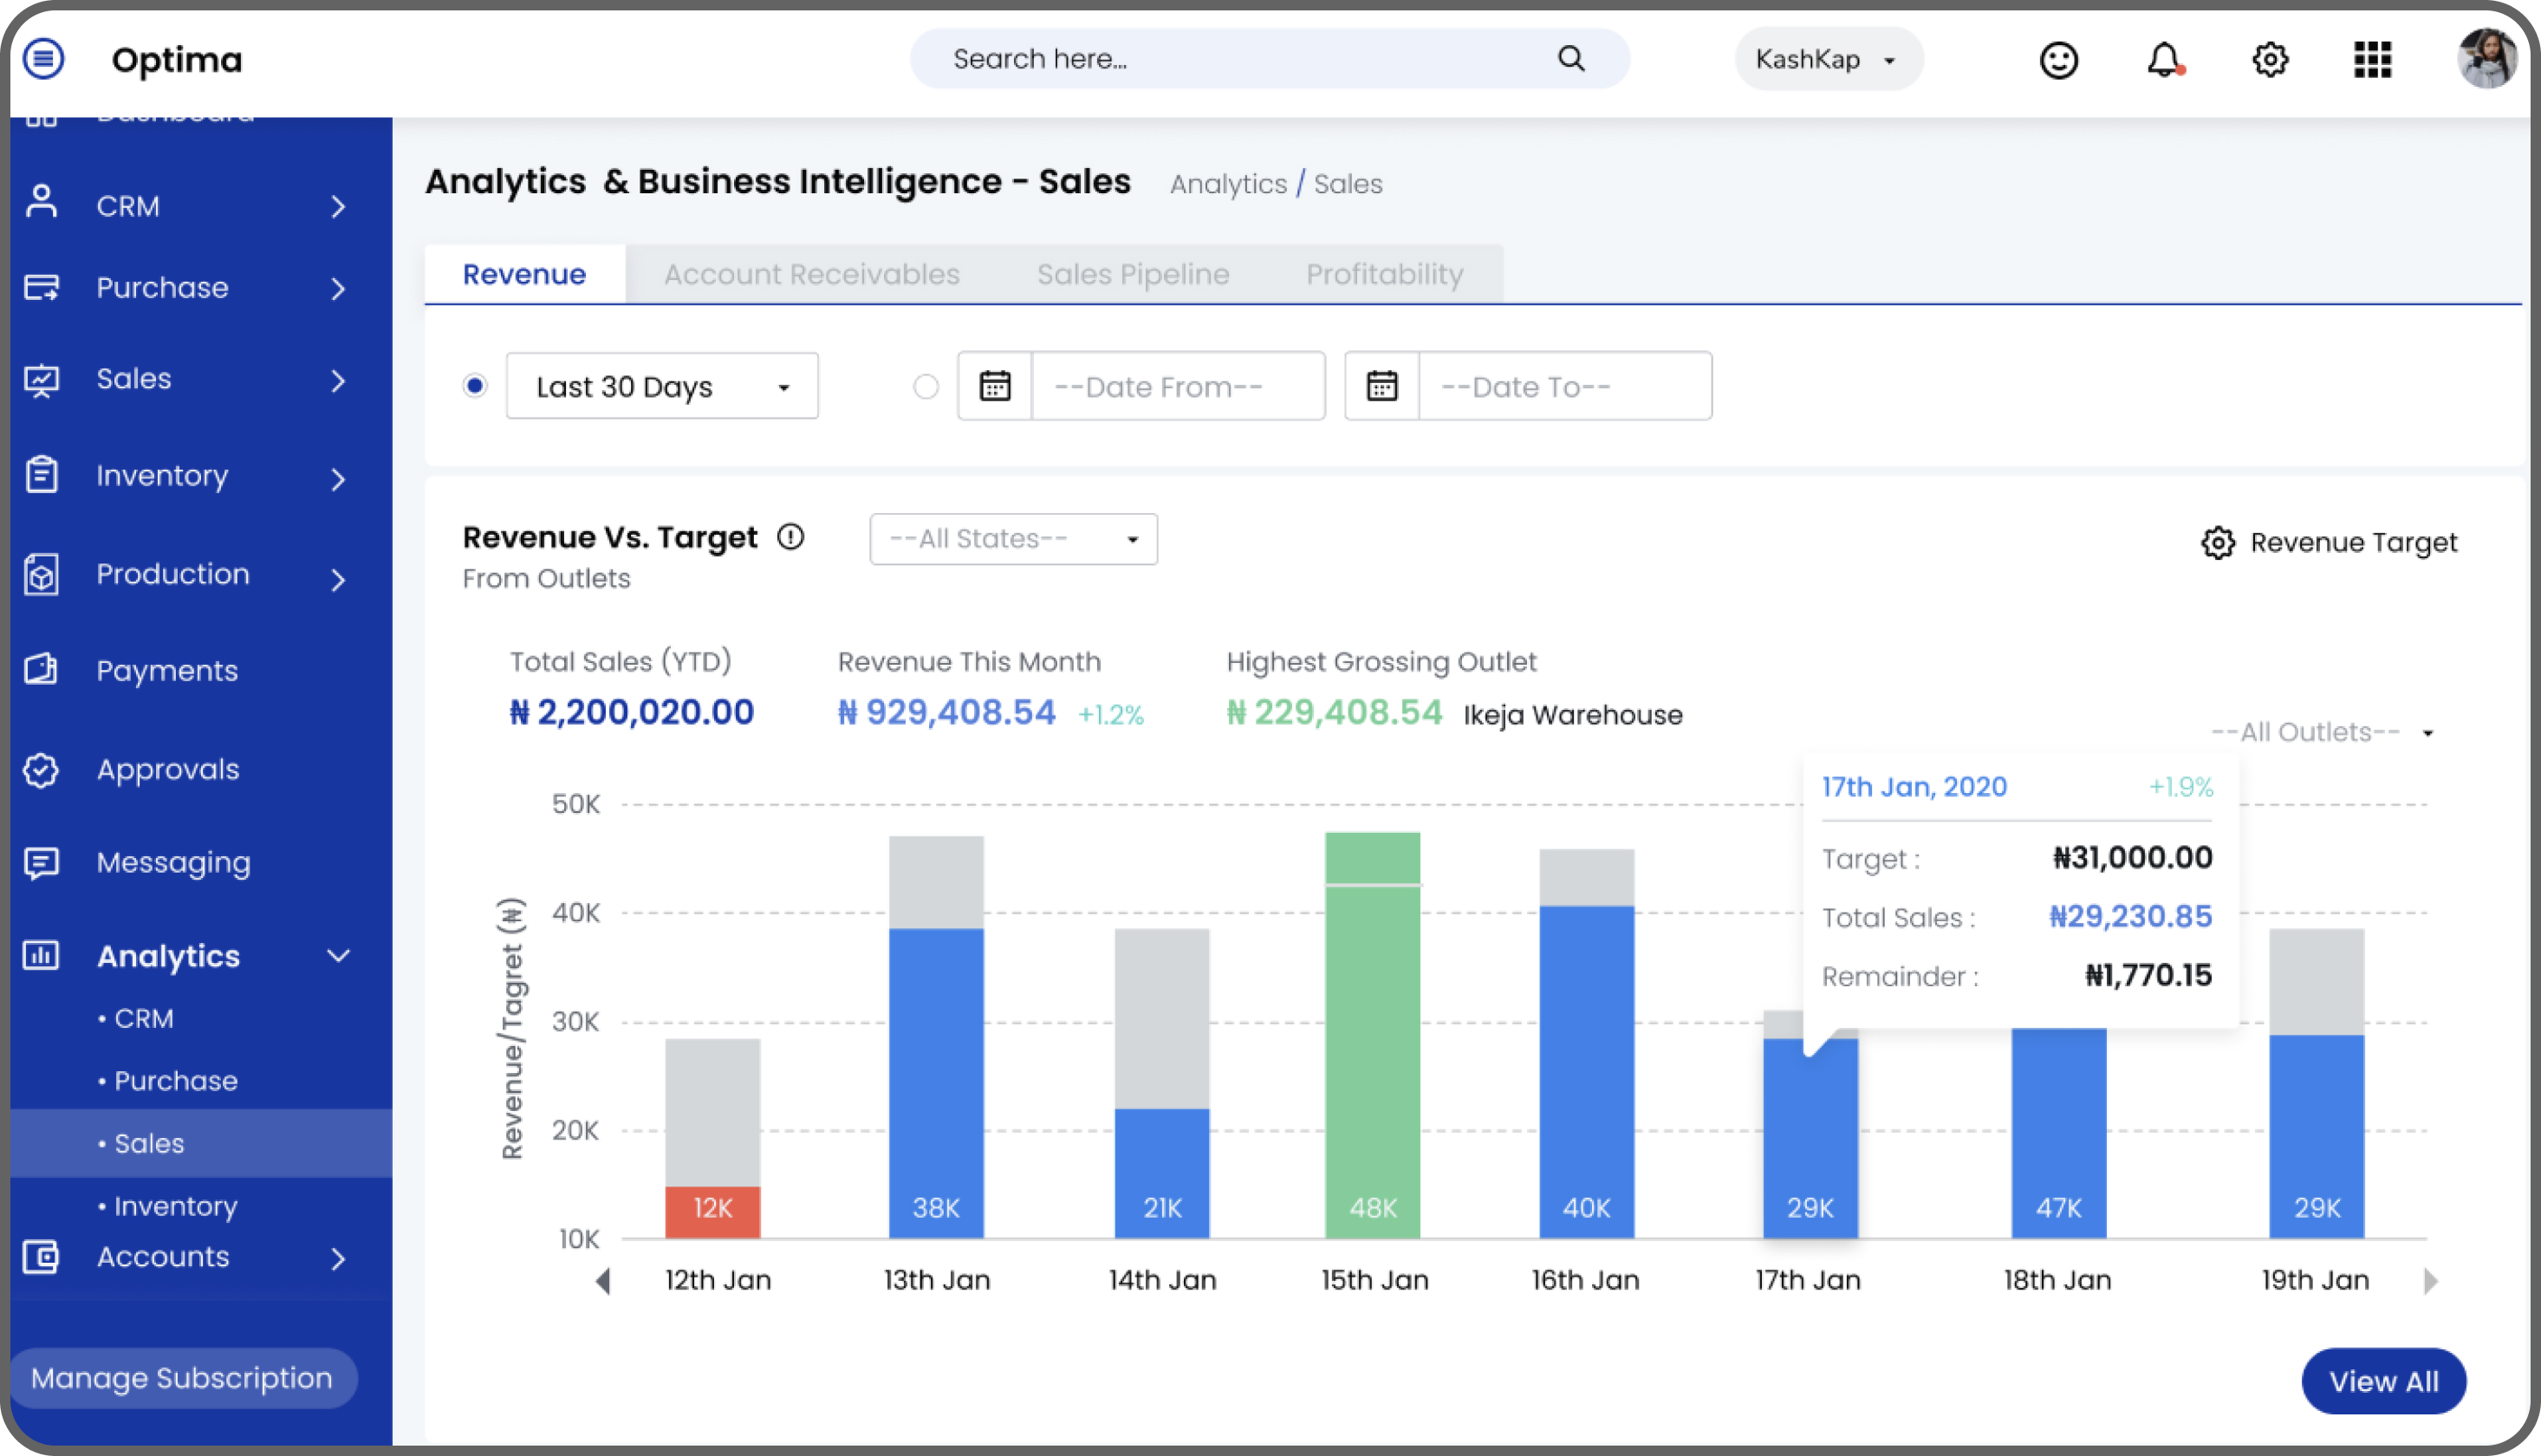 Optima
Search here...
KashKap
Dashboard
CRM
Purchase
Sales
Inventory
Production
Payments
Approvals
Messaging
Analytics
• CRM
• Purchase
• Sales
• Inventory
Accounts
Manage Subscription
Analytics & Business Intelligence - Sales
Analytics / Sales
Revenue
Account Receivables
Sales Pipeline
Profitability
Last 30 Days
--Date From--
--Date To--
Revenue Vs. Target
From Outlets
--All States--
Revenue Target
Total Sales (YTD)
₦ 2,200,020.00
Revenue This Month
₦ 929,408.54 +1.2%
Highest Grossing Outlet
₦ 229,408.54 Ikeja Warehouse
--All Outlets--
17th Jan, 2020 +1.9%
Target : ₦31,000.00
Total Sales : ₦29,230.85
Remainder : ₦1,770.15
Revenue/Tagret (₦)
50K
40K
30K
20K
10K
12K
38K
21K
48K
40K
29K
47K
29K
12th Jan
13th Jan
14th Jan
15th Jan
16th Jan
17th Jan
18th Jan
19th Jan
View All